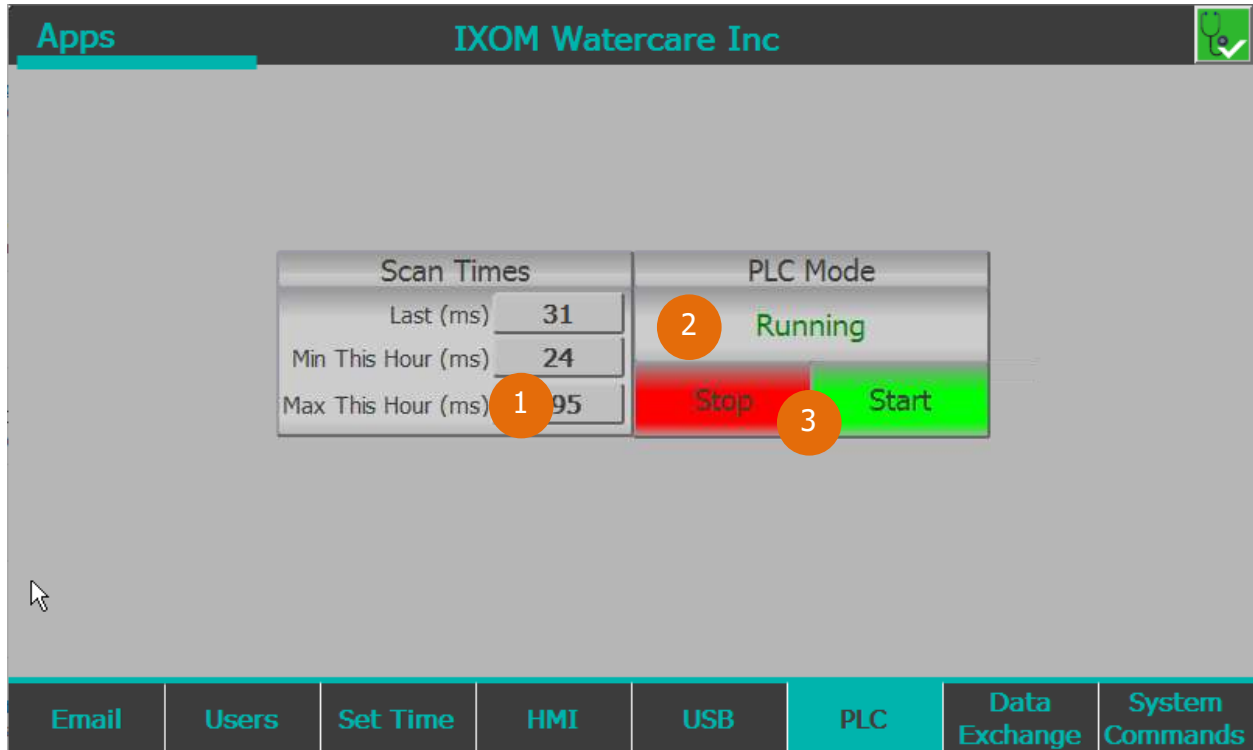 Apps
IXOM Watercare Inc
Scan Times
PLC Mode
Last (ms) 31
Min This Hour (ms) 24
Max This Hour (ms) 1 95
2 Running
Stop 3 Start
Email Users Set Time HMI USB PLC Data Exchange System Commands